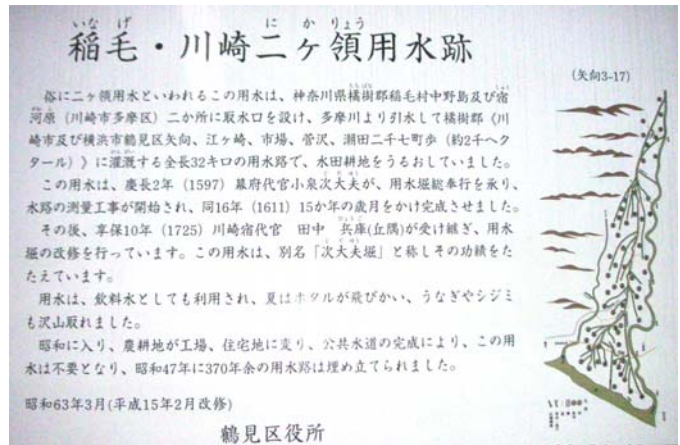 いなげ にかりょう
稲毛・川崎二ヶ領用水跡
(矢向3-17)
俗に二ヶ領用水といわれるこの用水は、神奈川県橘樹郡稲毛村中野島及び宿
河原（川崎市多摩区）二か所に取水口を設け、多摩川より引水して橘樹郡《川
崎市及び横浜市鶴見区矢向、江ヶ崎、市場、菅沢、潮田二千七町歩（約2千ヘク
タール）》に灌漑する全長32キロの用水路で、水田耕地をうるおしていました。
この用水は、慶長2年（1597）幕府代官小泉次大夫が、用水堀総奉行を承り、
水路の測量工事が開始され、同16年（1611）15か年の歳月をかけ完成させました。
その後、享保10年（1725）川崎宿代官 田中 兵庫(丘隅)が受け継ぎ、用水
堀の改修を行っています。この用水は、別名「次大夫堀」と称しその功績をた
たえています。
用水は、飲料水としても利用され、夏はホタルが飛びかい、うなぎやシジミ
も沢山取れました。
昭和に入り、農耕地が工場、住宅地に変り、公共水道の完成により、この用
水は不要となり、昭和47年に370年余の用水路は埋め立てられました。
昭和63年3月(平成15年2月改修)
鶴見区役所